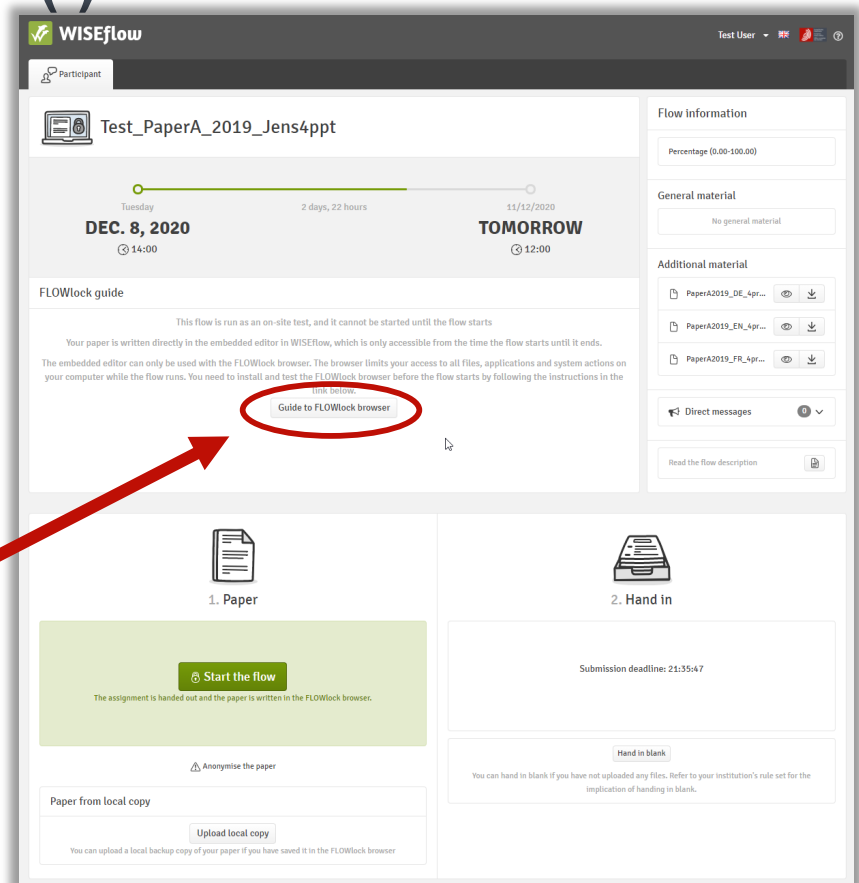 WISEflow
Test User
Participant
Test_PaperA_2019_Jens4ppt
Tuesday
2 days, 22 hours
11/12/2020
DEC. 8, 2020
TOMORROW
14:00
12:00
FLOWlock guide
This flow is run as an on-site test, and it cannot be started until the flow starts
Your paper is written directly in the embedded editor in WISEflow, which is only accessible from the time the flow starts until it ends.
The embedded editor can only be used with the FLOWlock browser. The browser limits your access to all files, applications and system actions on
your computer while the flow runs. You need to install and test the FLOWlock browser before the flow starts by following the instructions in the
link below.
Guide to FLOWlock browser
Flow information
Percentage (0.00-100.00)
General material
No general material
Additional material
PaperA2019_DE_4pr...
PaperA2019_EN_4pr...
PaperA2019_FR_4pr...
Direct messages
0
Read the flow description
1. Paper
Start the flow
The assignment is handed out and the paper is written in the FLOWlock browser.
Anonymise the paper
Paper from local copy
Upload local copy
You can upload a local backup copy of your paper if you have saved it in the FLOWlock browser
2. Hand in
Submission deadline: 21:35:47
Hand in blank
You can hand in blank if you have not uploaded any files. Refer to your institution's rule set for the
implication of handing in blank.